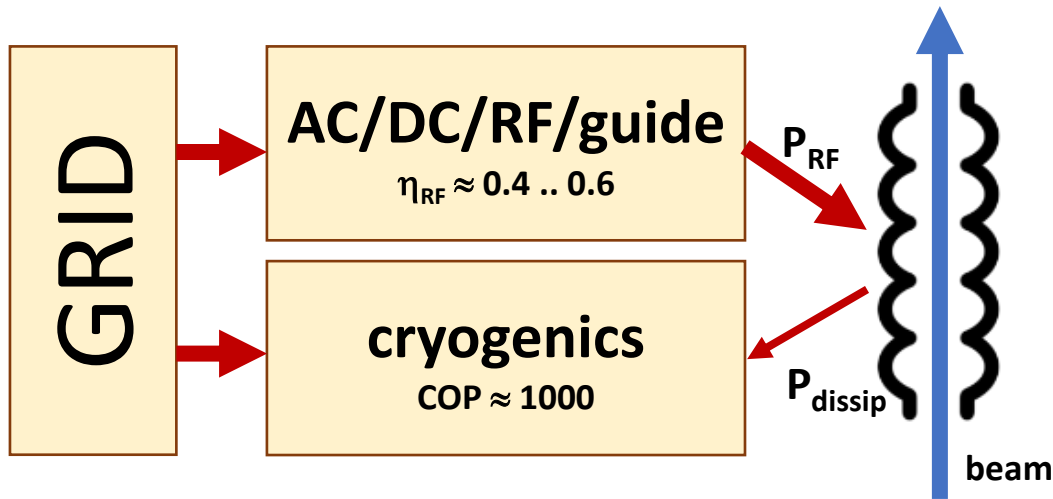 GRID
AC/DC/RF/guide
ηRF ≈ 0.4 .. 0.6
PRF
cryogenics
COP ≈ 1000
Pdissip
beam